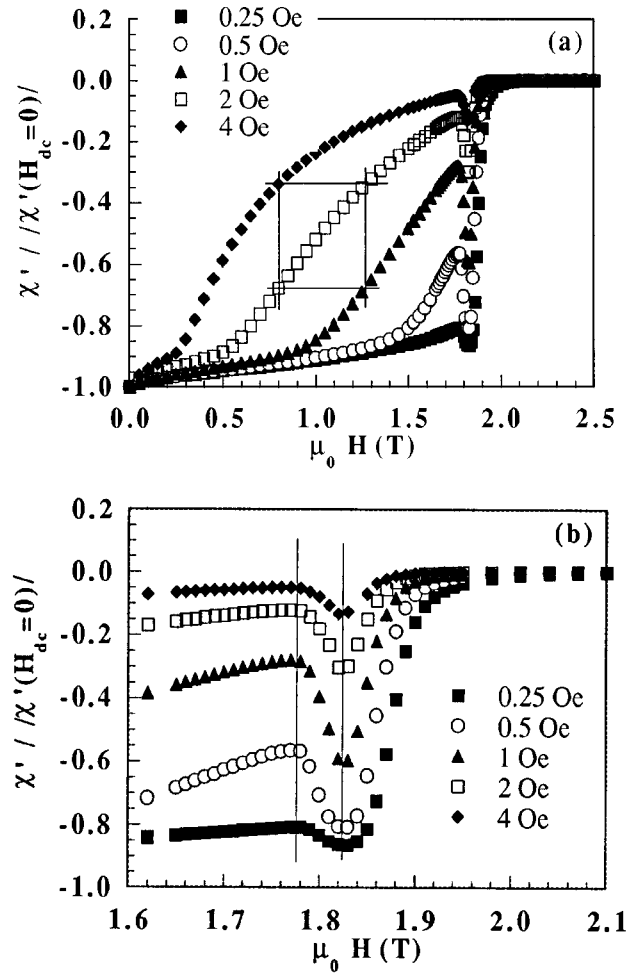 0.25 Oe
0.5 Oe
1 Oe
2 Oe
4 Oe
(a)
0.2
0.0
-0.2
-0.4
-0.6
-0.8
-1.0
χ' / /χ'(H_dc=0)/
0.0 0.5 1.0 1.5 2.0 2.5
μ₀ H (T)
(b)
0.2
0.0
-0.2
-0.4
-0.6
-0.8
-1.0
χ' / /χ'(H_dc=0)/
0.25 Oe
0.5 Oe
1 Oe
2 Oe
4 Oe
1.6 1.7 1.8 1.9 2.0 2.1
μ₀ H (T)